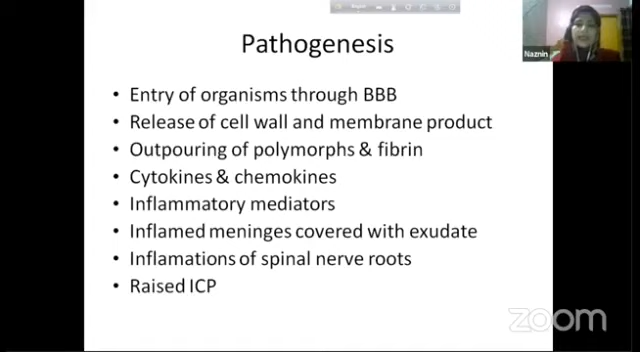 Pathogenesis
• Entry of organisms through BBB
• Release of cell wall and membrane product
• Outpouring of polymorphs & fibrin
• Cytokines & chemokines
• Inflammatory mediators
• Inflamed meninges covered with exudate
• Inflamations of spinal nerve roots
• Raised ICP
Naznin
zoom